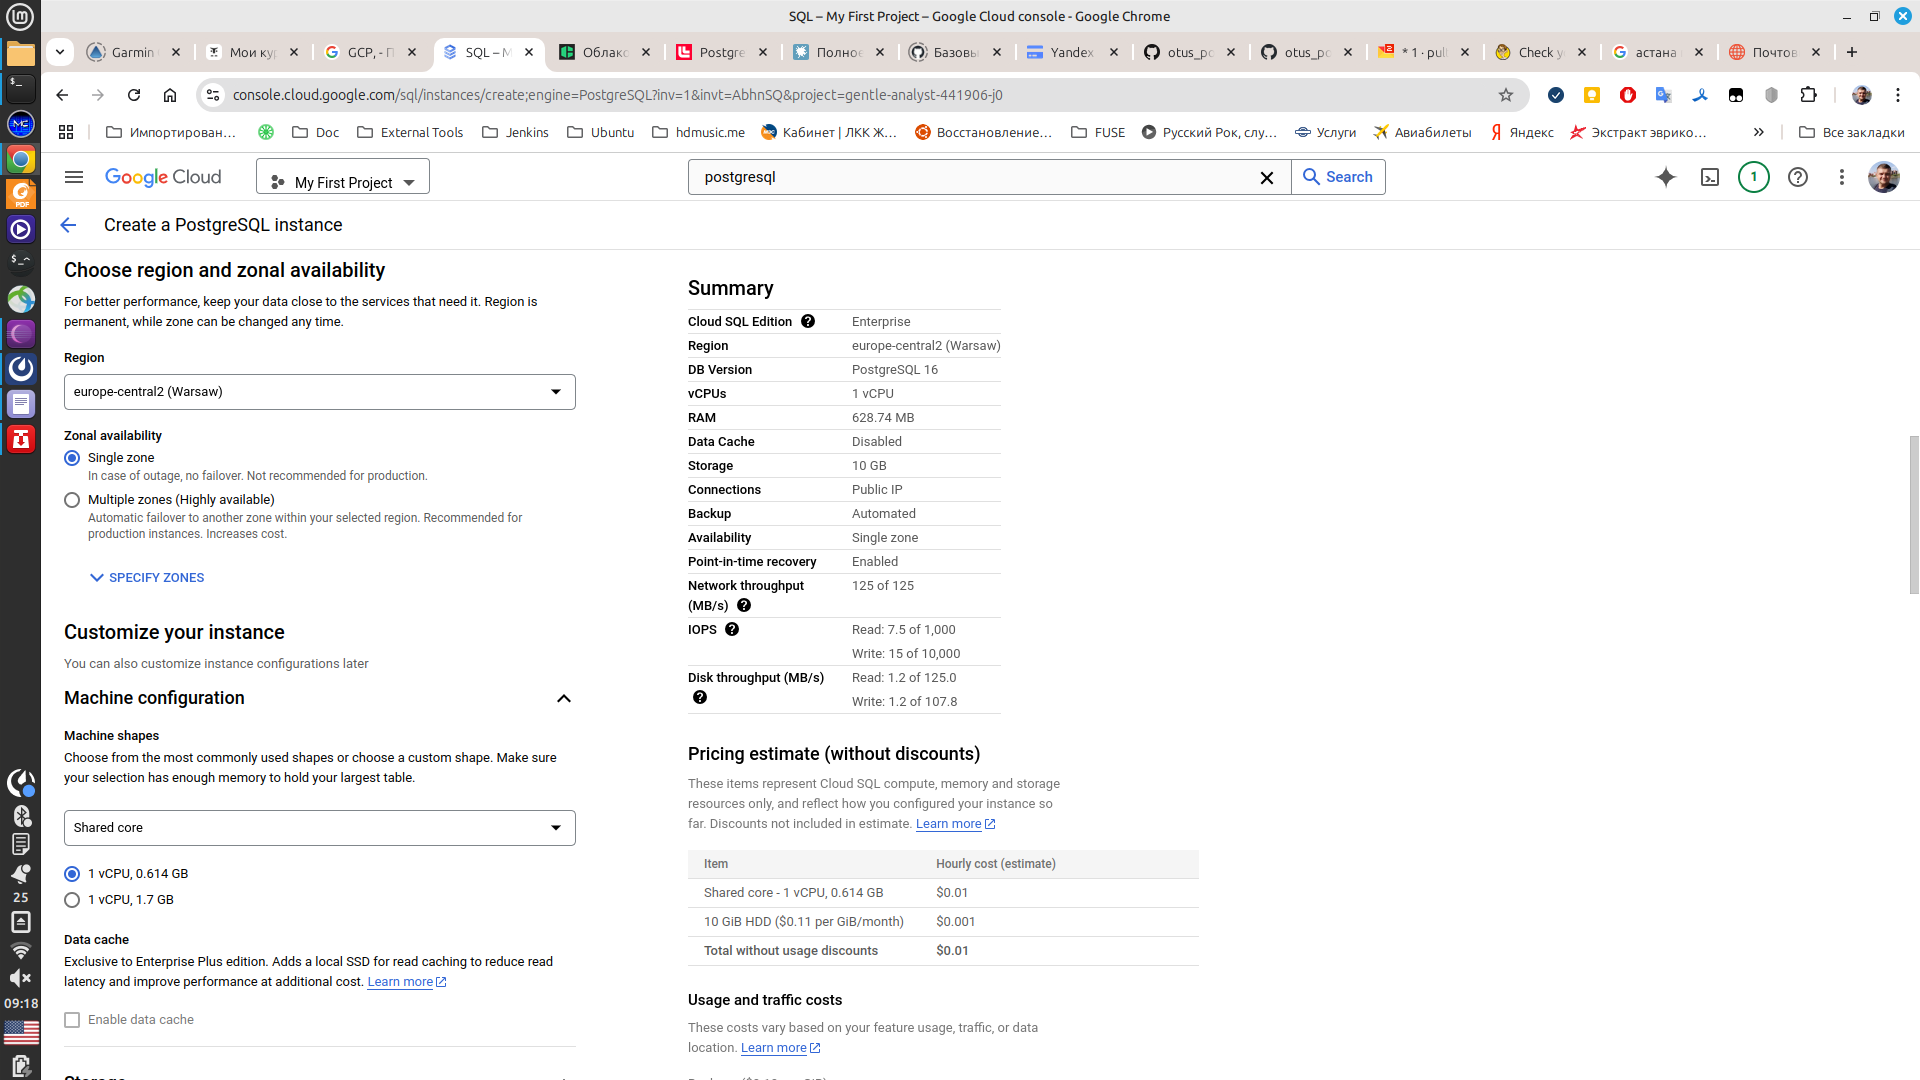 SQL – My First Project – Google Cloud console - Google Chrome
Garmin
Мои ку
GCP, - П
SQL – M
Облако
Postgre
Полное
Базовы
Yandex
otus_po
otus_po
* 1 · pull
Check y
астана
Почтов
console.cloud.google.com/sql/instances/create;engine=PostgreSQL?inv=1&invt=AbhnSQ&project=gentle-analyst-441906-j0
Импортирован…
Doc
External Tools
Jenkins
Ubuntu
hdmusic.me
Кабинет | ЛКК Ж…
Восстановление…
FUSE
Русский Рок, слу…
Услуги
Авиабилеты
Яндекс
Экстракт эврико…
»
Все закладки
Google Cloud
My First Project
postgresql
Search
1
Create a PostgreSQL instance
Choose region and zonal availability
For better performance, keep your data close to the services that need it. Region is
permanent, while zone can be changed any time.
Region
europe-central2 (Warsaw)
Zonal availability
Single zone
In case of outage, no failover. Not recommended for production.
Multiple zones (Highly available)
Automatic failover to another zone within your selected region. Recommended for
production instances. Increases cost.
SPECIFY ZONES
Customize your instance
You can also customize instance configurations later
Machine configuration
Machine shapes
Choose from the most commonly used shapes or choose a custom shape. Make sure
your selection has enough memory to hold your largest table.
Shared core
1 vCPU, 0.614 GB
1 vCPU, 1.7 GB
Data cache
Exclusive to Enterprise Plus edition. Adds a local SSD for read caching to reduce read
latency and improve performance at additional cost. Learn more
Enable data cache
Storage
Summary
Cloud SQL Edition Enterprise
Region europe-central2 (Warsaw)
DB Version PostgreSQL 16
vCPUs 1 vCPU
RAM 628.74 MB
Data Cache Disabled
Storage 10 GB
Connections Public IP
Backup Automated
Availability Single zone
Point-in-time recovery Enabled
Network throughput 125 of 125
(MB/s)
IOPS Read: 7.5 of 1,000
Write: 15 of 10,000
Disk throughput (MB/s) Read: 1.2 of 125.0
Write: 1.2 of 107.8
Pricing estimate (without discounts)
These items represent Cloud SQL compute, memory and storage
resources only, and reflect how you configured your instance so
far. Discounts not included in estimate. Learn more
Item Hourly cost (estimate)
Shared core - 1 vCPU, 0.614 GB $0.01
10 GiB HDD ($0.11 per GiB/month) $0.001
Total without usage discounts $0.01
Usage and traffic costs
These costs vary based on your feature usage, traffic, or data
location. Learn more
PDF
25
09:18